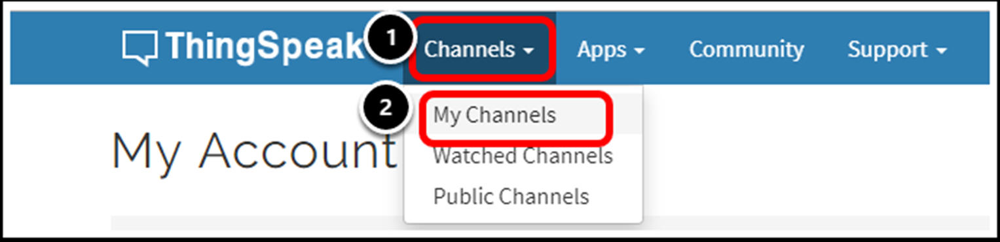 ThingSpeak 1 Channels Apps Community Support
2 My Channels
My Account
Watched Channels
Public Channels